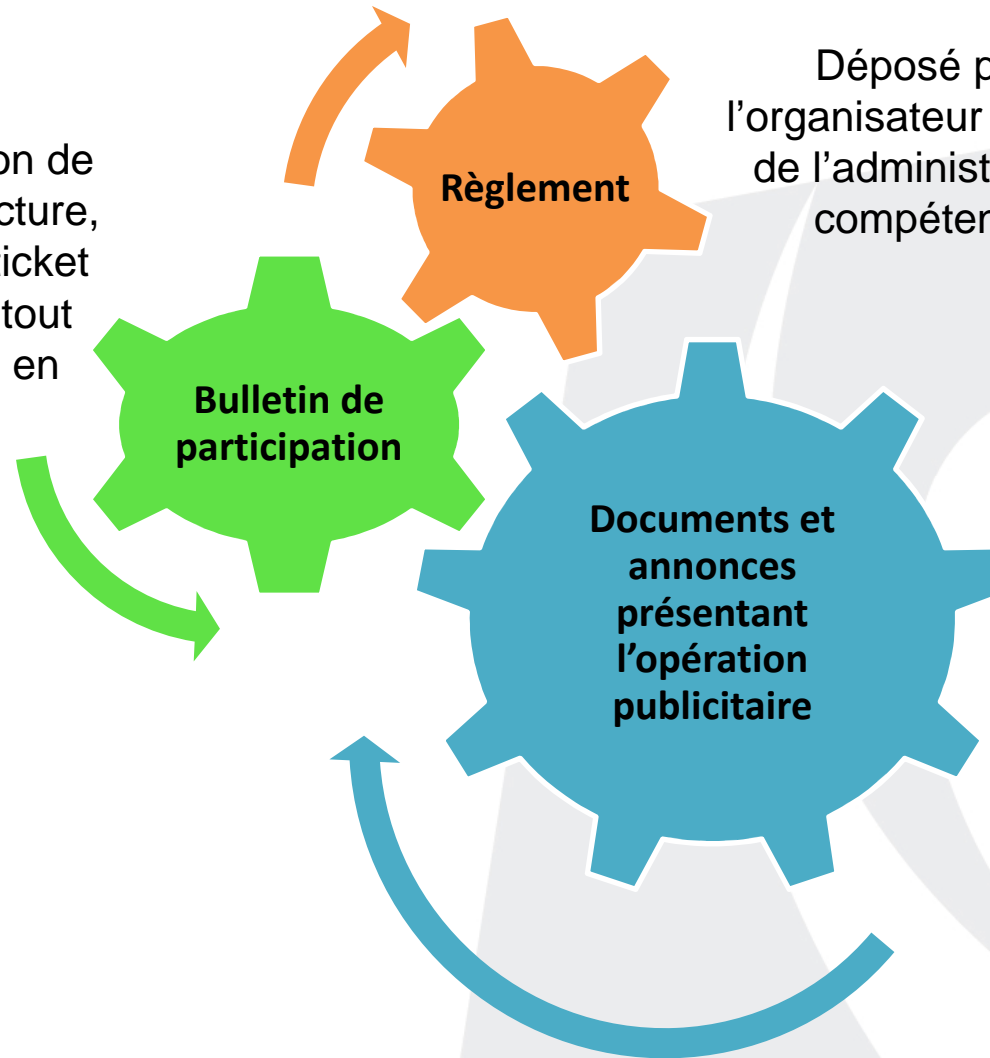 on de
cture,
ticket
tout
en
Règlement
Déposé p
l’organisateur
de l’administ
compéten
Bulletin de
participation
Documents et
annonces
présentant
l’opération
publicitaire